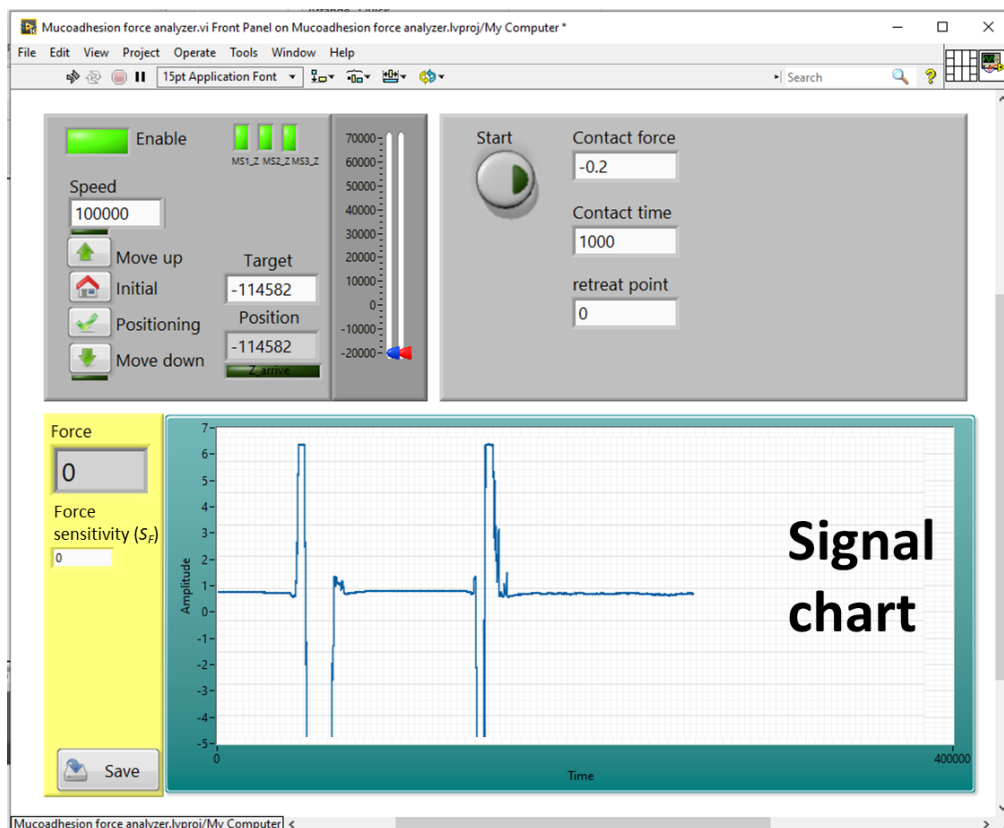 Mucoadhesion force analyzer.vi Front Panel on Mucoadhesion force analyzer.lvproj/My Computer *
File Edit View Project Operate Tools Window Help
15pt Application Font
Search
Enable
MS1_Z MS2_Z MS3_Z
Speed
100000
Move up
Initial
Positioning
Move down
Target
-114582
Position
-114582
Z_arrive
70000
60000
50000
40000
30000
20000
10000
0
-10000
-20000
Start
Contact force
-0.2
Contact time
1000
retreat point
0
Force
0
Force
sensitivity (SF)
0
Save
Amplitude
7
6
5
4
3
2
1
0
-1
-2
-3
-4
-5
0
400000
Time
Signal
chart
Mucoadhesion force analyzer.lvproj/My Computer